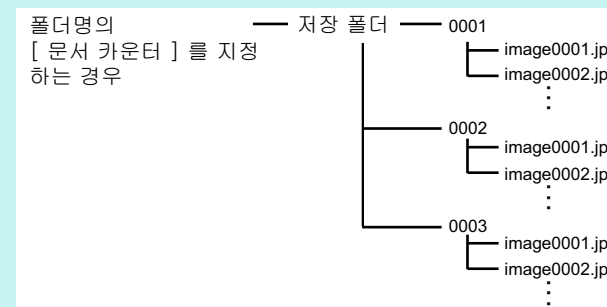 폴더명의
[ 문서 카운터 ] 를 지정
하는 경우
저장 폴더
0001
image0001.jp
image0002.jp
0002
image0001.jp
image0002.jp
0003
image0001.jp
image0002.jp